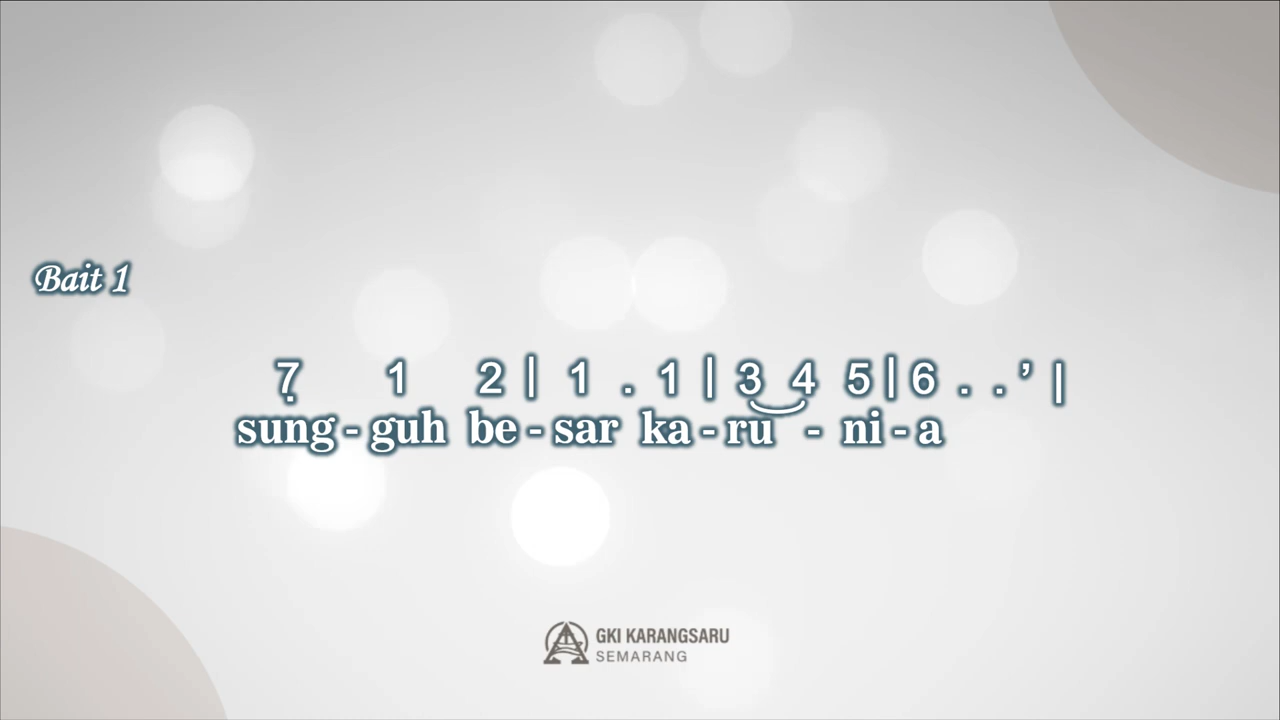 Bait 1
7̣ 1 2 | 1 . 1 | 3 4 5 | 6 . . ’ |
sung - guh be - sar ka - ru - ni - a
GKI KARANGSARU
SEMARANG